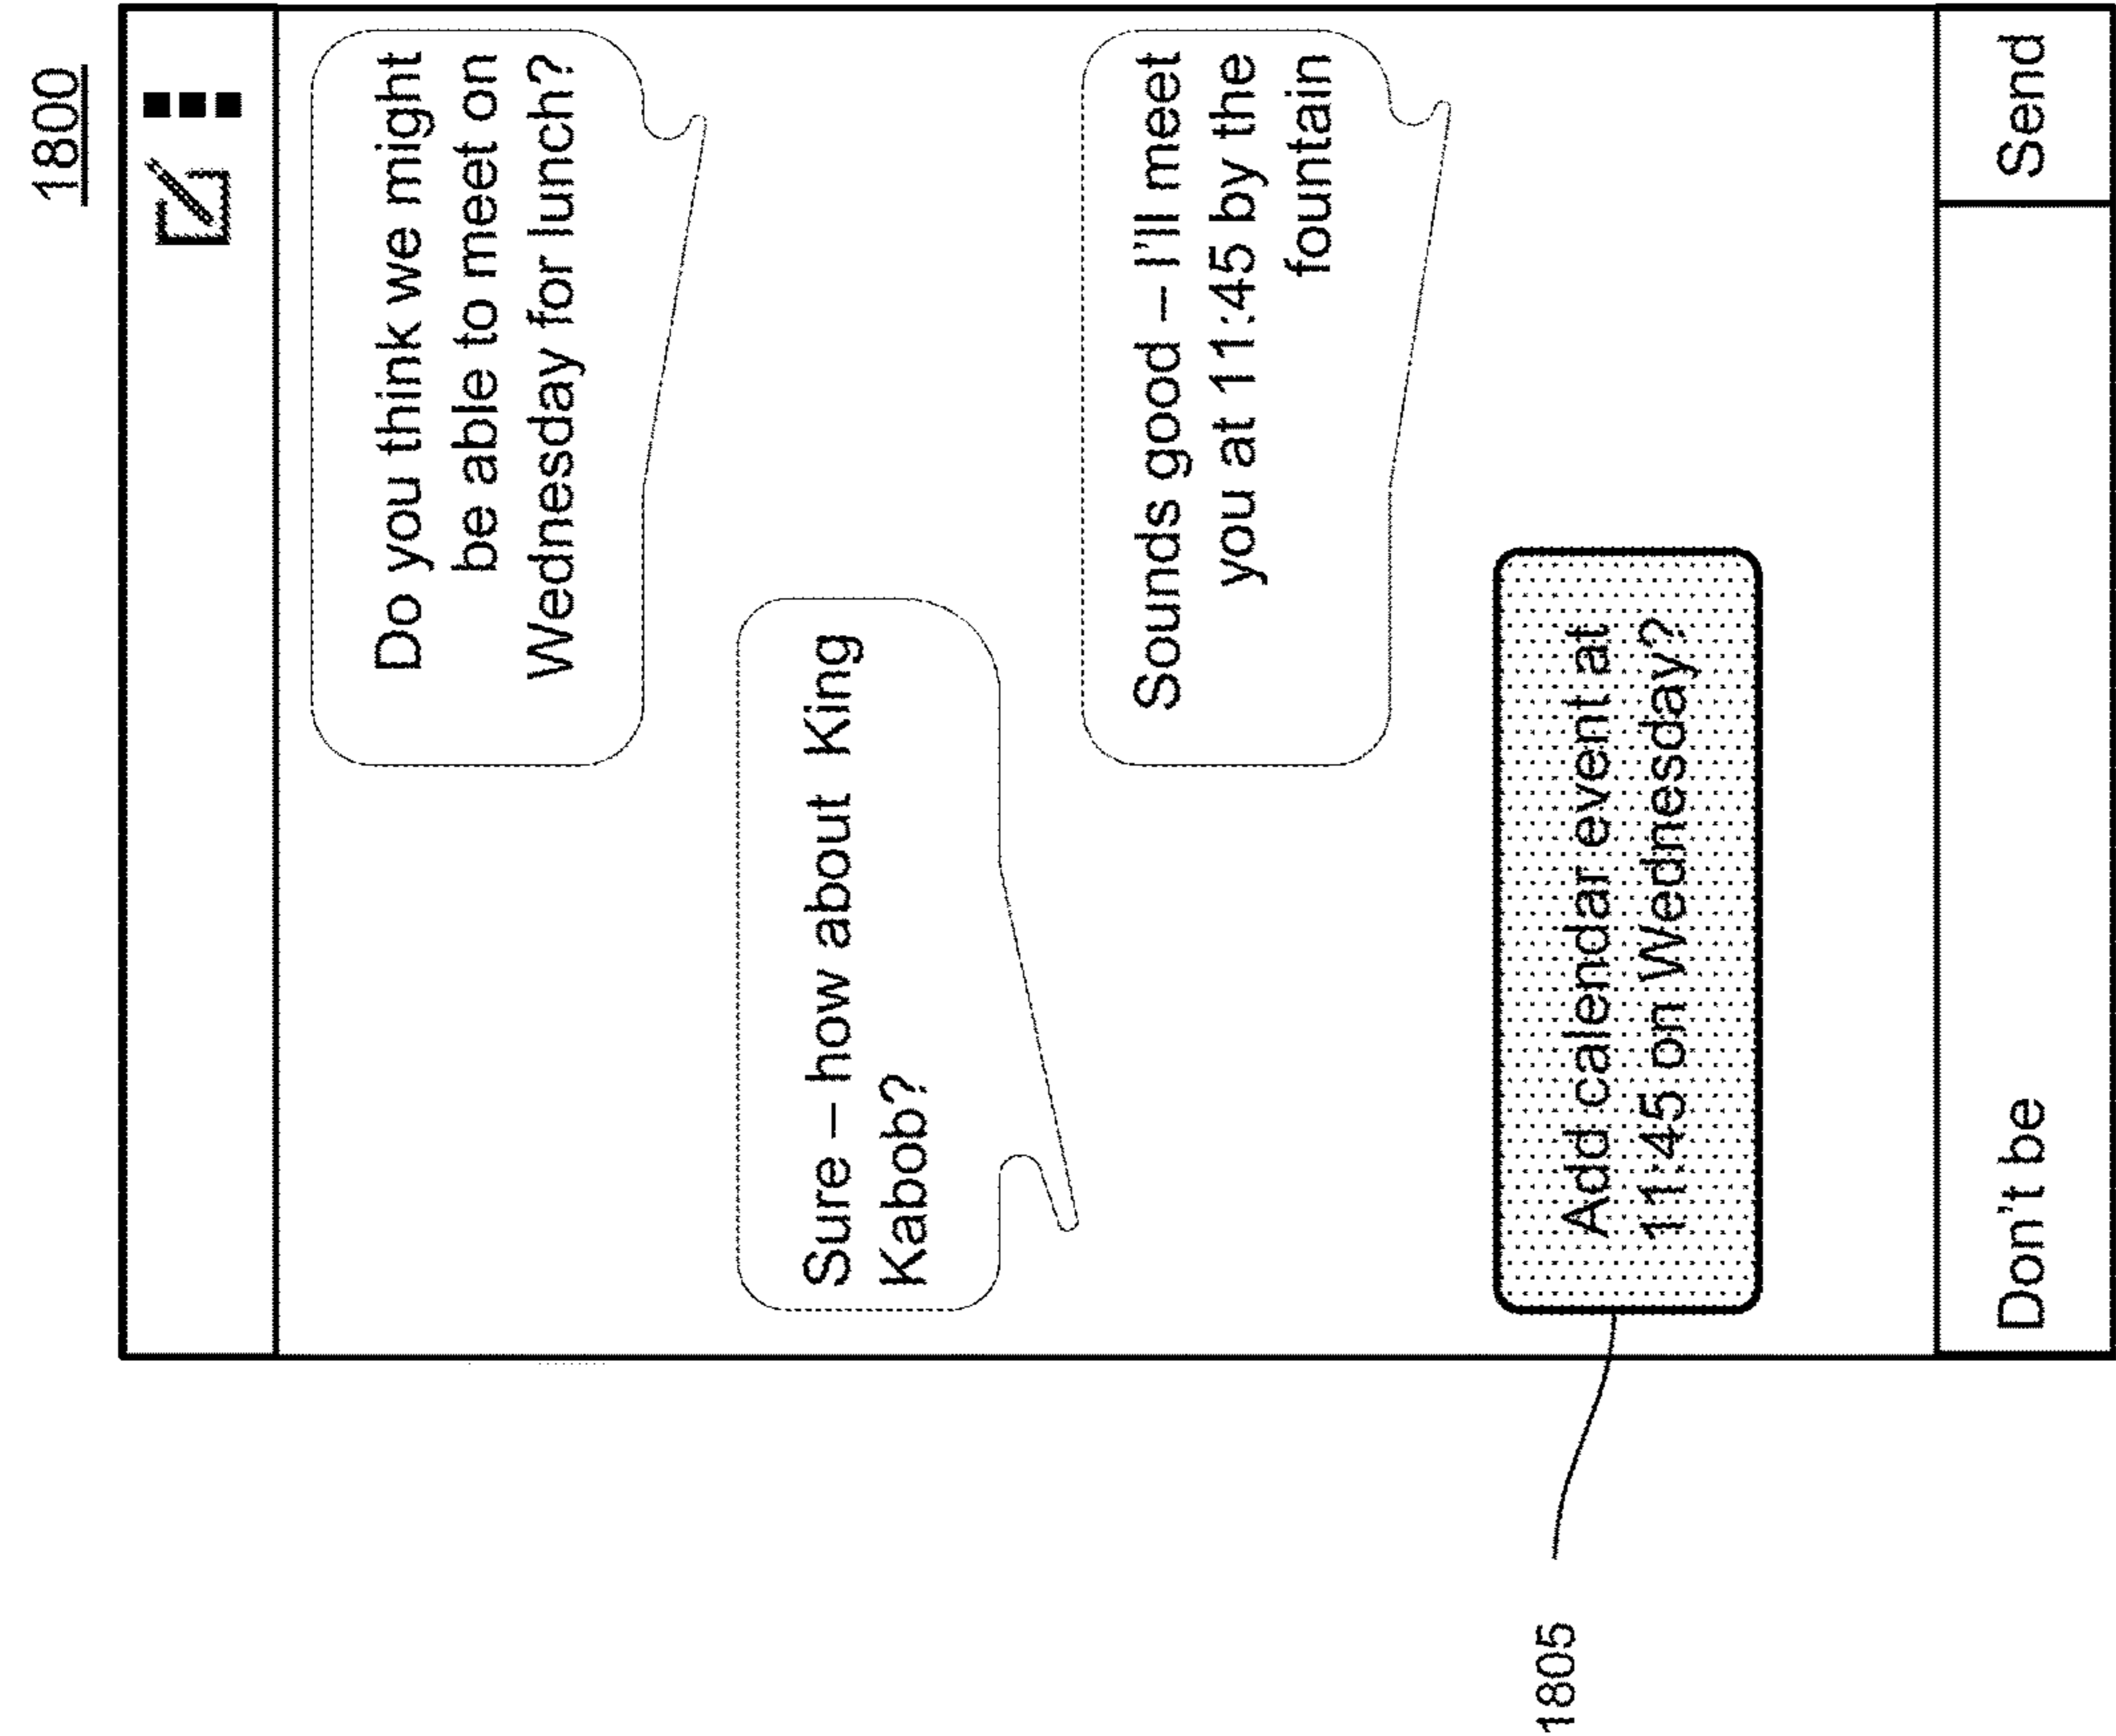 1800
Do you think we might
be able to meet on
Wednesday for lunch?
Sure – how about King
Kabob?
Sounds good – I'll meet
you at 11:45 by the
fountain
Add calendar event at
11:45 on Wednesday?
1805
Don't be
Send